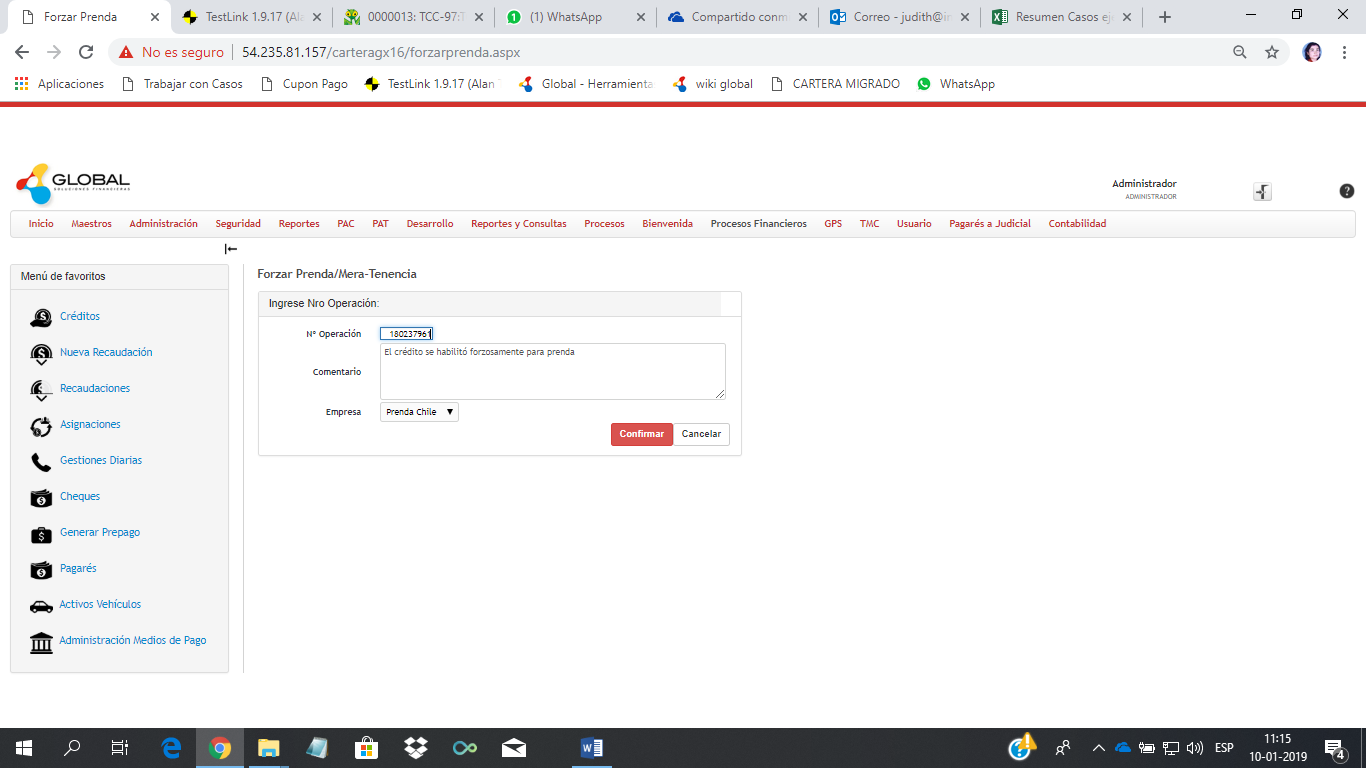 Forzar Prenda
TestLink 1.9.17 (Ala
0000013: TCC-97:T
(1) WhatsApp
Compartido conm
Correo - judith@in
Resumen Casos eje
No es seguro 54.235.81.157/carteragx16/forzarprenda.aspx
Aplicaciones Trabajar con Casos Cupon Pago TestLink 1.9.17 (Alan Global - Herramienta wiki global CARTERA MIGRADO WhatsApp
GLOBAL
SOLUCIONES FINANCIERAS
Administrador
ADMINISTRADOR
Inicio Maestros Administración Seguridad Reportes PAC PAT Desarrollo Reportes y Consultas Procesos Bienvenida Procesos Financieros GPS TMC Usuario Pagarés a Judicial Contabilidad
Menú de favoritos
Créditos
Nueva Recaudación
Recaudaciones
Asignaciones
Gestiones Diarias
Cheques
Generar Prepago
Pagarés
Activos Vehículos
Administración Medios de Pago
Forzar Prenda/Mera-Tenencia
Ingrese Nro Operación:
Nº Operación 180237961
Comentario El crédito se habilitó forzosamente para prenda
Empresa Prenda Chile
Confirmar Cancelar
ESP
11:15
10-01-2019
4